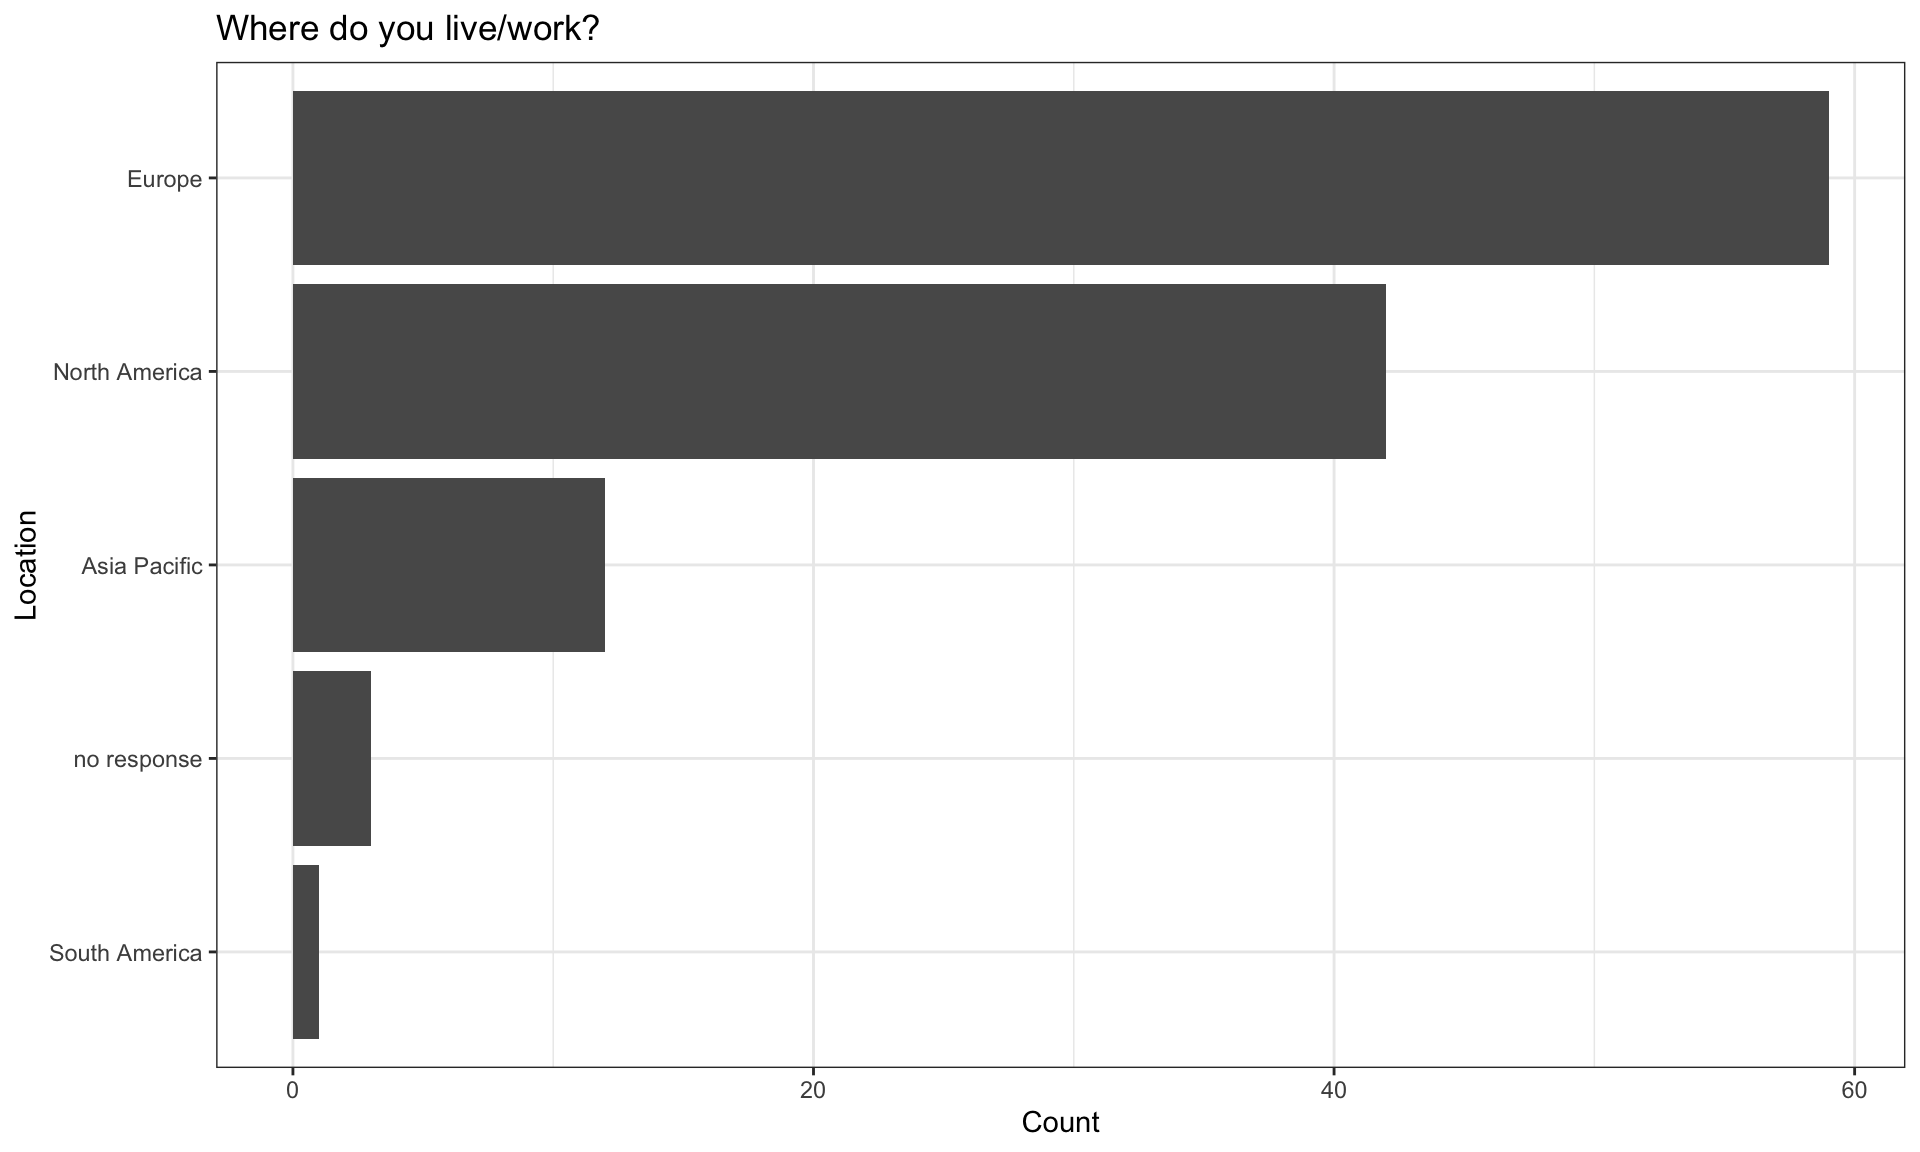 Where do you live/work?
Location
Europe
North America
Asia Pacific
no response
South America
0 20 40 60
Count